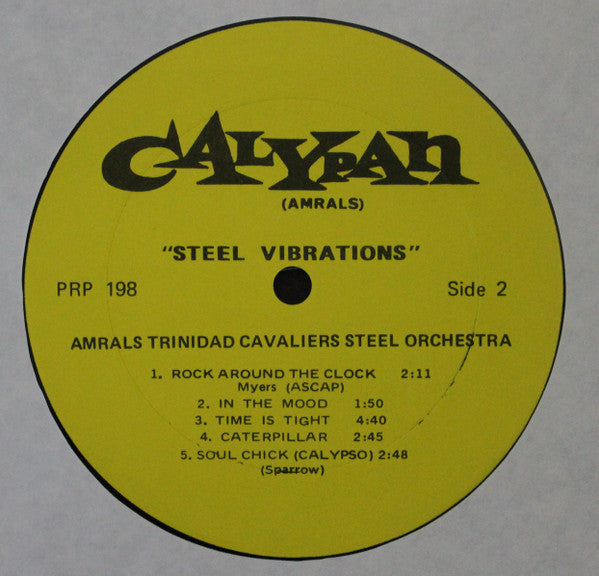 CALYPAN
(AMRALS)
"STEEL VIBRATIONS"
PRP 198 Side 2
AMRALS TRINIDAD CAVALIERS STEEL ORCHESTRA
1. ROCK AROUND THE CLOCK 2:11
Myers (ASCAP)
2. IN THE MOOD 1:50
3. TIME IS TIGHT 4:40
4. CATERPILLAR 2:45
5. SOUL CHICK (CALYPSO) 2:48
(Sparrow)